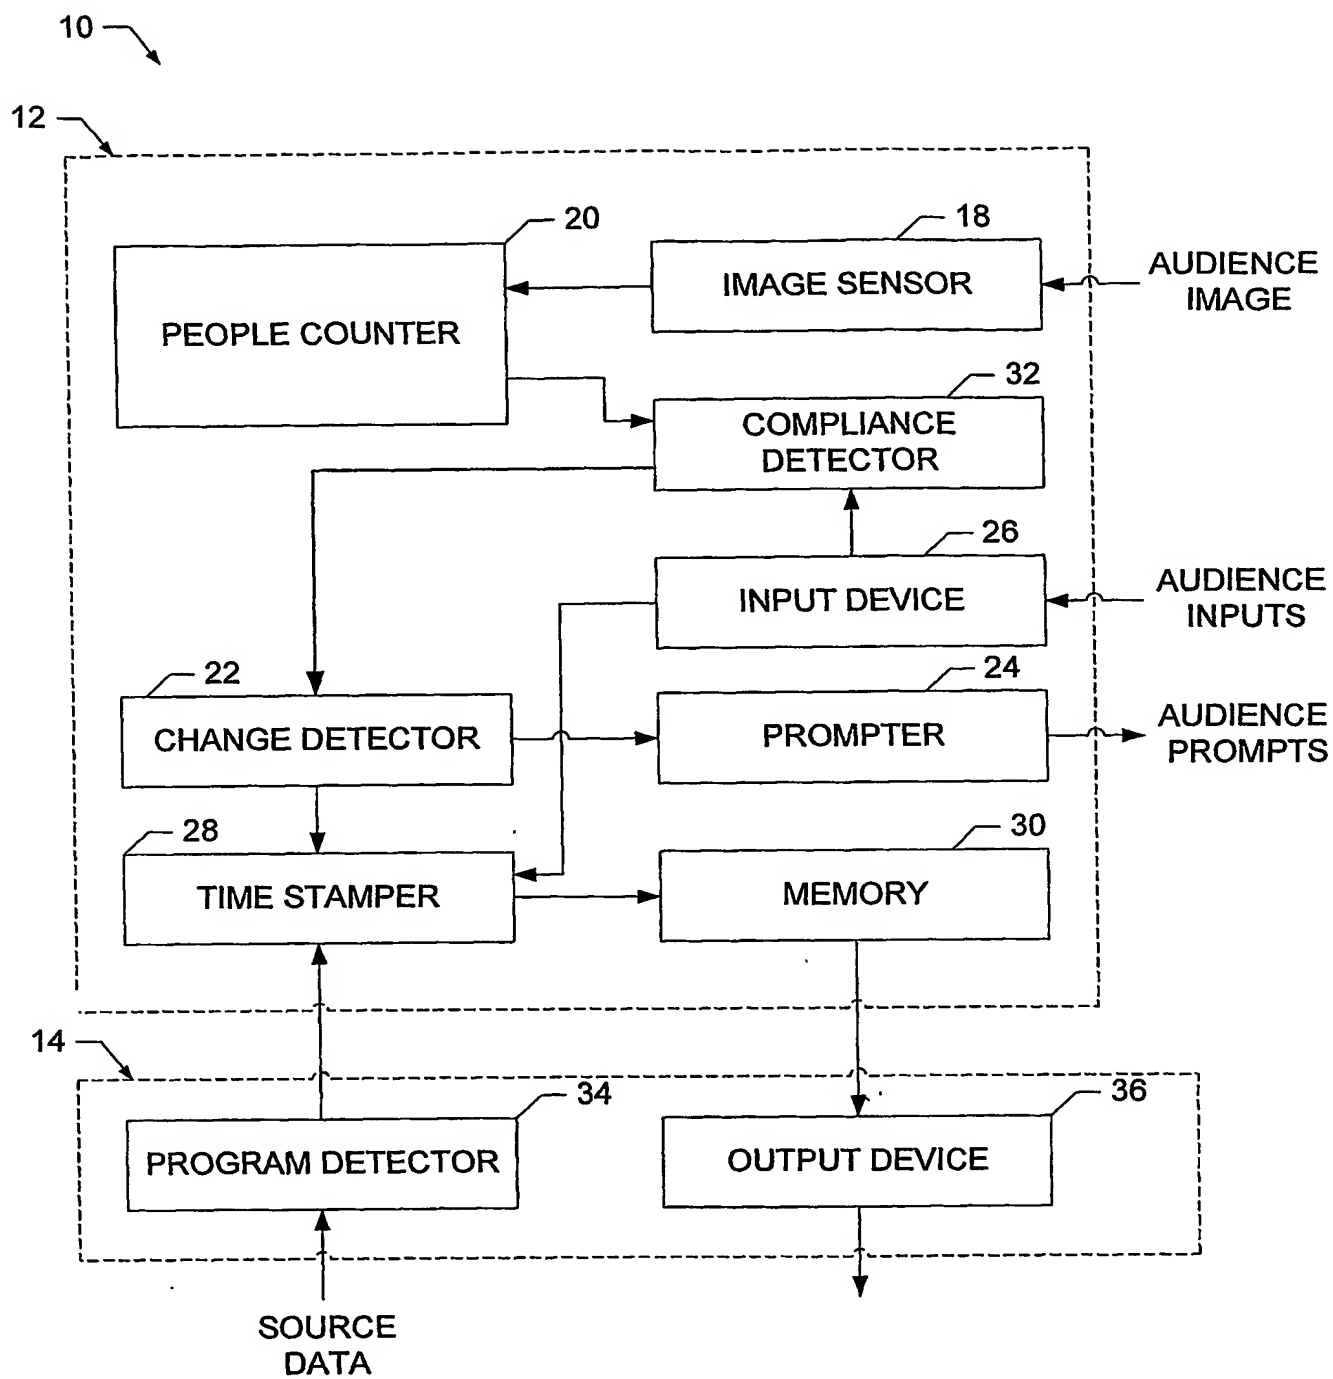 10
12
20
18
IMAGE SENSOR
AUDIENCE
IMAGE
PEOPLE COUNTER
32
COMPLIANCE
DETECTOR
26
INPUT DEVICE
AUDIENCE
INPUTS
22
CHANGE DETECTOR
24
PROMPTER
AUDIENCE
PROMPTS
28
TIME STAMPER
30
MEMORY
14
34
PROGRAM DETECTOR
36
OUTPUT DEVICE
SOURCE
DATA